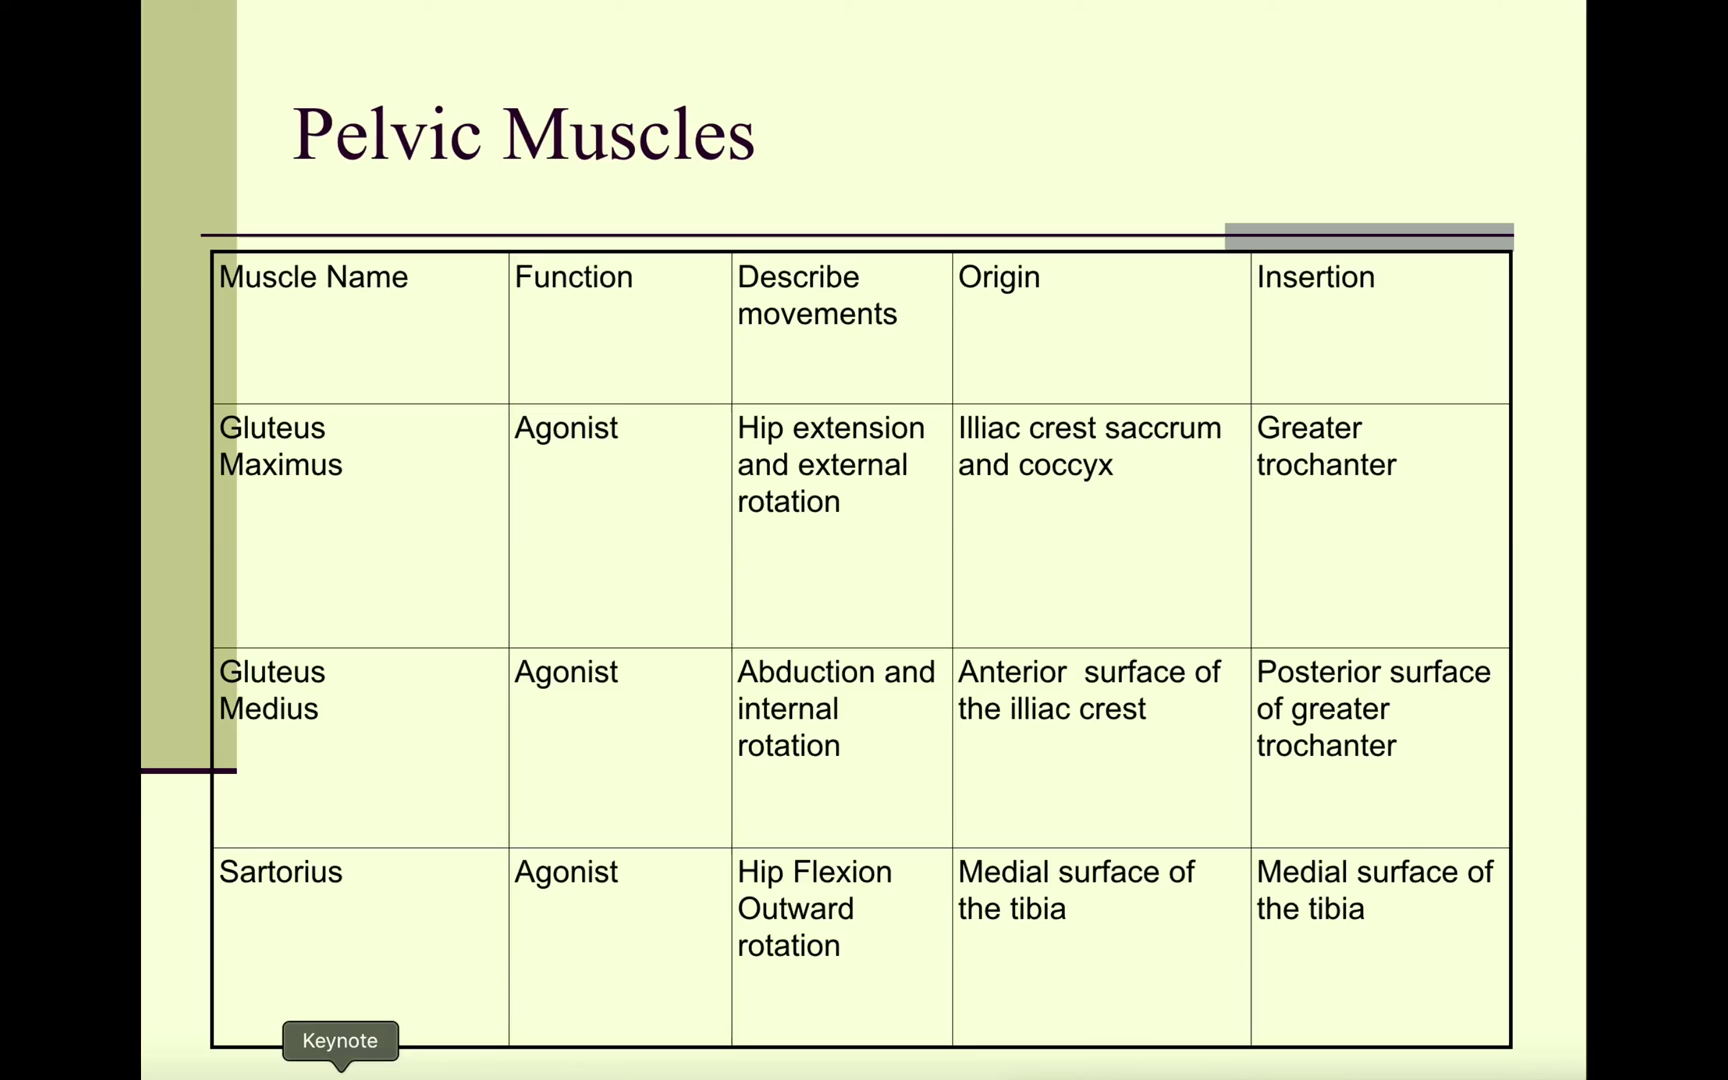 Pelvic Muscles
Muscle Name
Function
Describe
movements
Origin
Insertion
Gluteus
Maximus
Agonist
Hip extension
and external
rotation
Illiac crest saccrum
and coccyx
Greater
trochanter
Gluteus
Medius
Agonist
Abduction and
internal
rotation
Anterior  surface of
the illiac crest
Posterior surface
of greater
trochanter
Sartorius
Agonist
Hip Flexion
Outward
rotation
Medial surface of
the tibia
Medial surface of
the tibia
Keynote